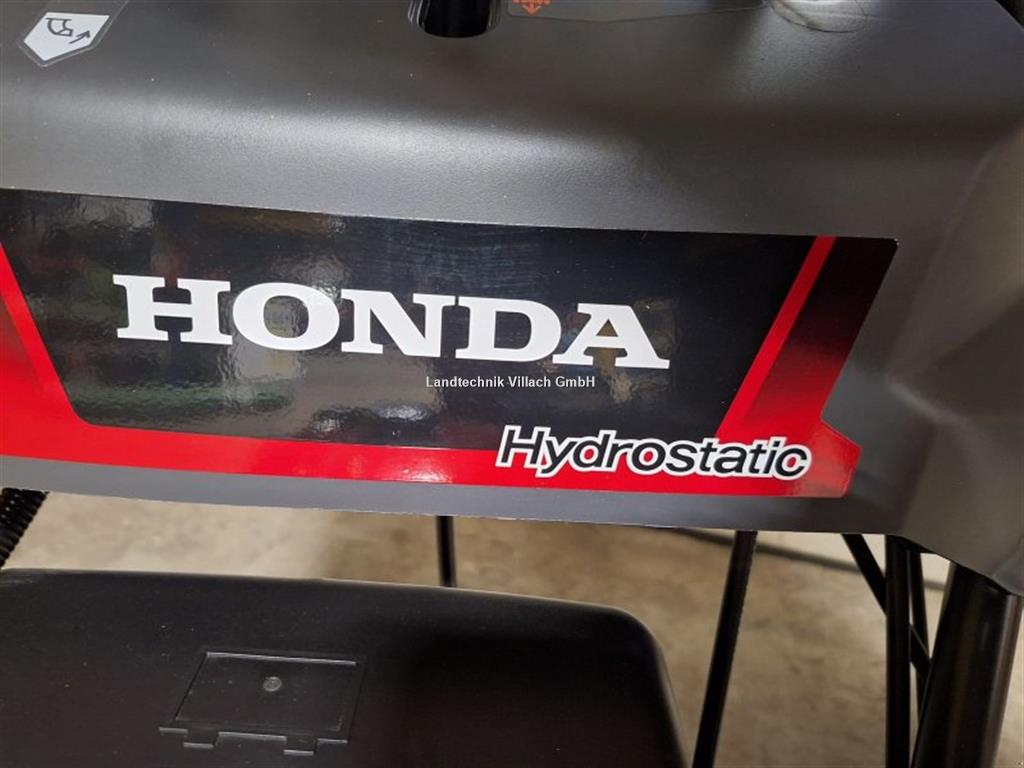 HONDA
Landtechnik Villach GmbH
Hydrostatic